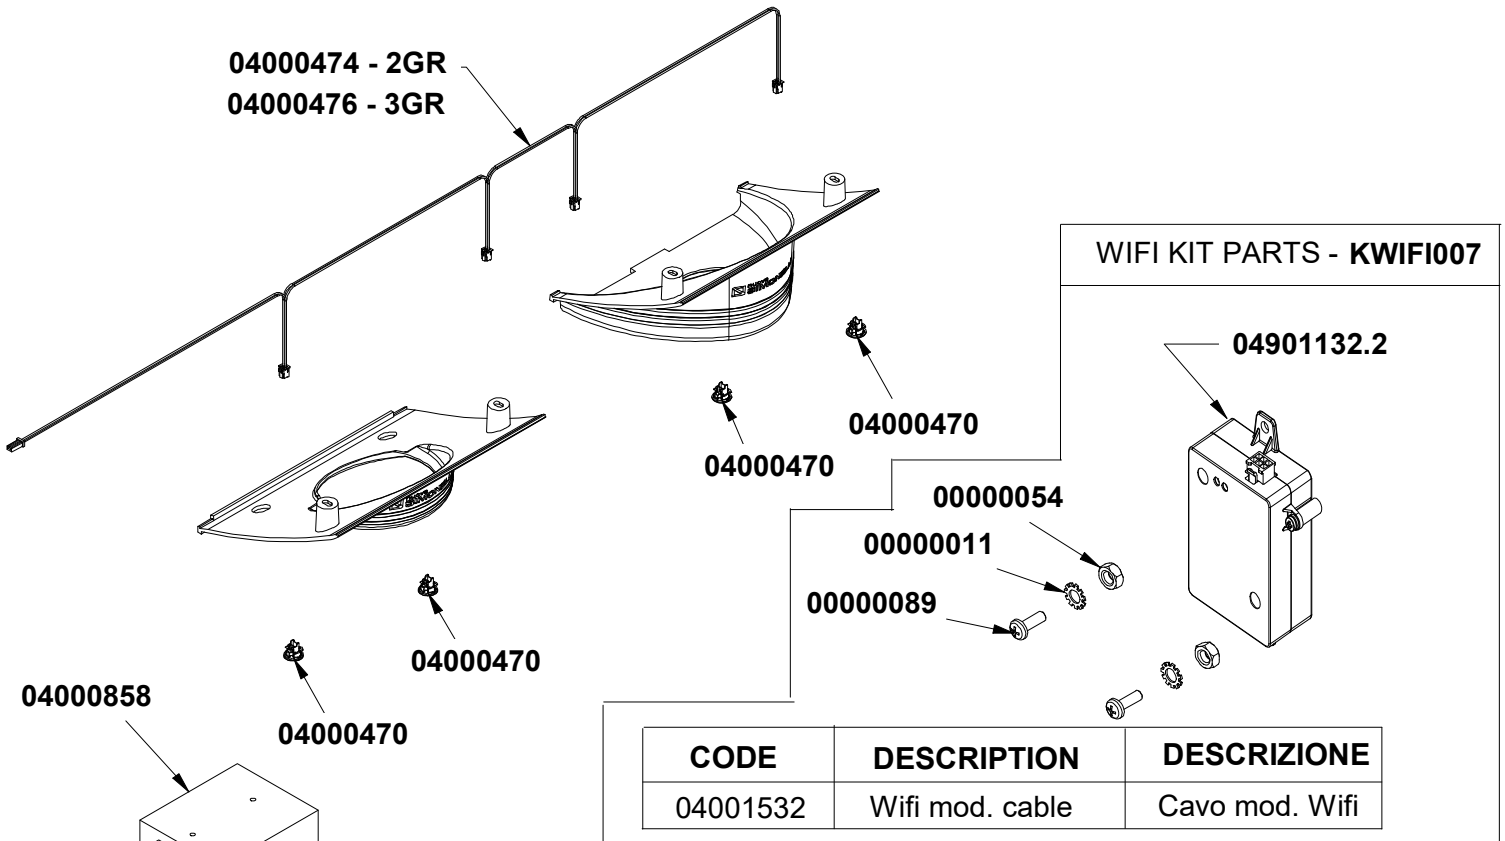 04000474 - 2GR
04000476 - 3GR
WIFI KIT PARTS - KWIFI007
04901132.2
04000470
04000470
00000054
00000011
00000089
04000470
04000470
04000858
CODE DESCRIPTION DESCRIZIONE
04001532 Wifi mod. cable Cavo mod. Wifi